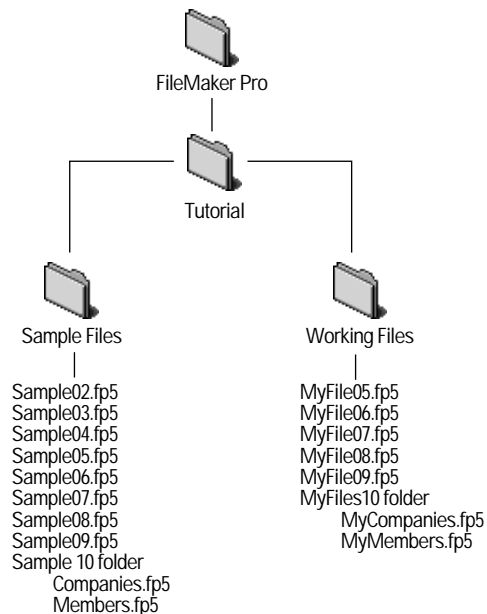 FileMaker Pro
Tutorial
Sample Files
Sample02.fp5
Sample03.fp5
Sample04.fp5
Sample05.fp5
Sample06.fp5
Sample07.fp5
Sample08.fp5
Sample09.fp5
Sample 10 folder
Companies.fp5
Members.fp5
Working Files
MyFile05.fp5
MyFile06.fp5
MyFile07.fp5
MyFile08.fp5
MyFile09.fp5
MyFiles10 folder
MyCompanies.fp5
MyMembers.fp5